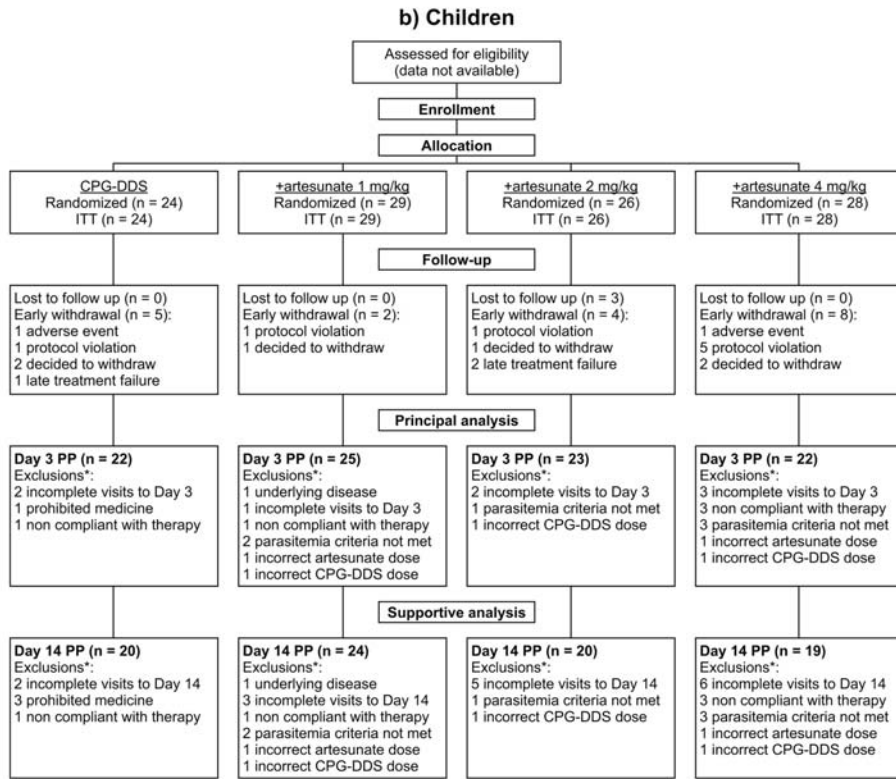 b) Children
Assessed for eligibility
(data not available)
Enrollment
Allocation
CPG-DDS
Randomized (n = 24)
ITT (n = 24)
+artesunate 1 mg/kg
Randomized (n = 29)
ITT (n = 29)
+artesunate 2 mg/kg
Randomized (n = 26)
ITT (n = 26)
+artesunate 4 mg/kg
Randomized (n = 28)
ITT (n = 28)
Follow-up
Lost to follow up (n = 0)
Early withdrawal (n = 5):
1 adverse event
1 protocol violation
2 decided to withdraw
1 late treatment failure
Lost to follow up (n = 0)
Early withdrawal (n = 2):
1 protocol violation
1 decided to withdraw
Lost to follow up (n = 3)
Early withdrawal (n = 4):
1 protocol violation
1 decided to withdraw
2 late treatment failure
Lost to follow up (n = 0)
Early withdrawal (n = 8):
1 adverse event
5 protocol violation
2 decided to withdraw
Principal analysis
Day 3 PP (n = 22)
Exclusions*:
2 incomplete visits to Day 3
1 prohibited medicine
1 non compliant with therapy
Day 3 PP (n = 25)
Exclusions*:
1 underlying disease
1 incomplete visits to Day 3
1 non compliant with therapy
2 parasitemia criteria not met
1 incorrect artesunate dose
1 incorrect CPG-DDS dose
Day 3 PP (n = 23)
Exclusions*:
2 incomplete visits to Day 3
1 parasitemia criteria not met
1 incorrect CPG-DDS dose
Day 3 PP (n = 22)
Exclusions*:
3 incomplete visits to Day 3
3 non compliant with therapy
3 parasitemia criteria not met
1 incorrect artesunate dose
1 incorrect CPG-DDS dose
Supportive analysis
Day 14 PP (n = 20)
Exclusions*:
2 incomplete visits to Day 14
3 prohibited medicine
1 non compliant with therapy
Day 14 PP (n = 24)
Exclusions*:
1 underlying disease
3 incomplete visits to Day 14
1 non compliant with therapy
2 parasitemia criteria not met
1 incorrect artesunate dose
1 incorrect CPG-DDS dose
Day 14 PP (n = 20)
Exclusions*:
5 incomplete visits to Day 14
1 parasitemia criteria not met
1 incorrect CPG-DDS dose
Day 14 PP (n = 19)
Exclusions*:
6 incomplete visits to Day 14
3 non compliant with therapy
3 parasitemia criteria not met
1 incorrect artesunate dose
1 incorrect CPG-DDS dose